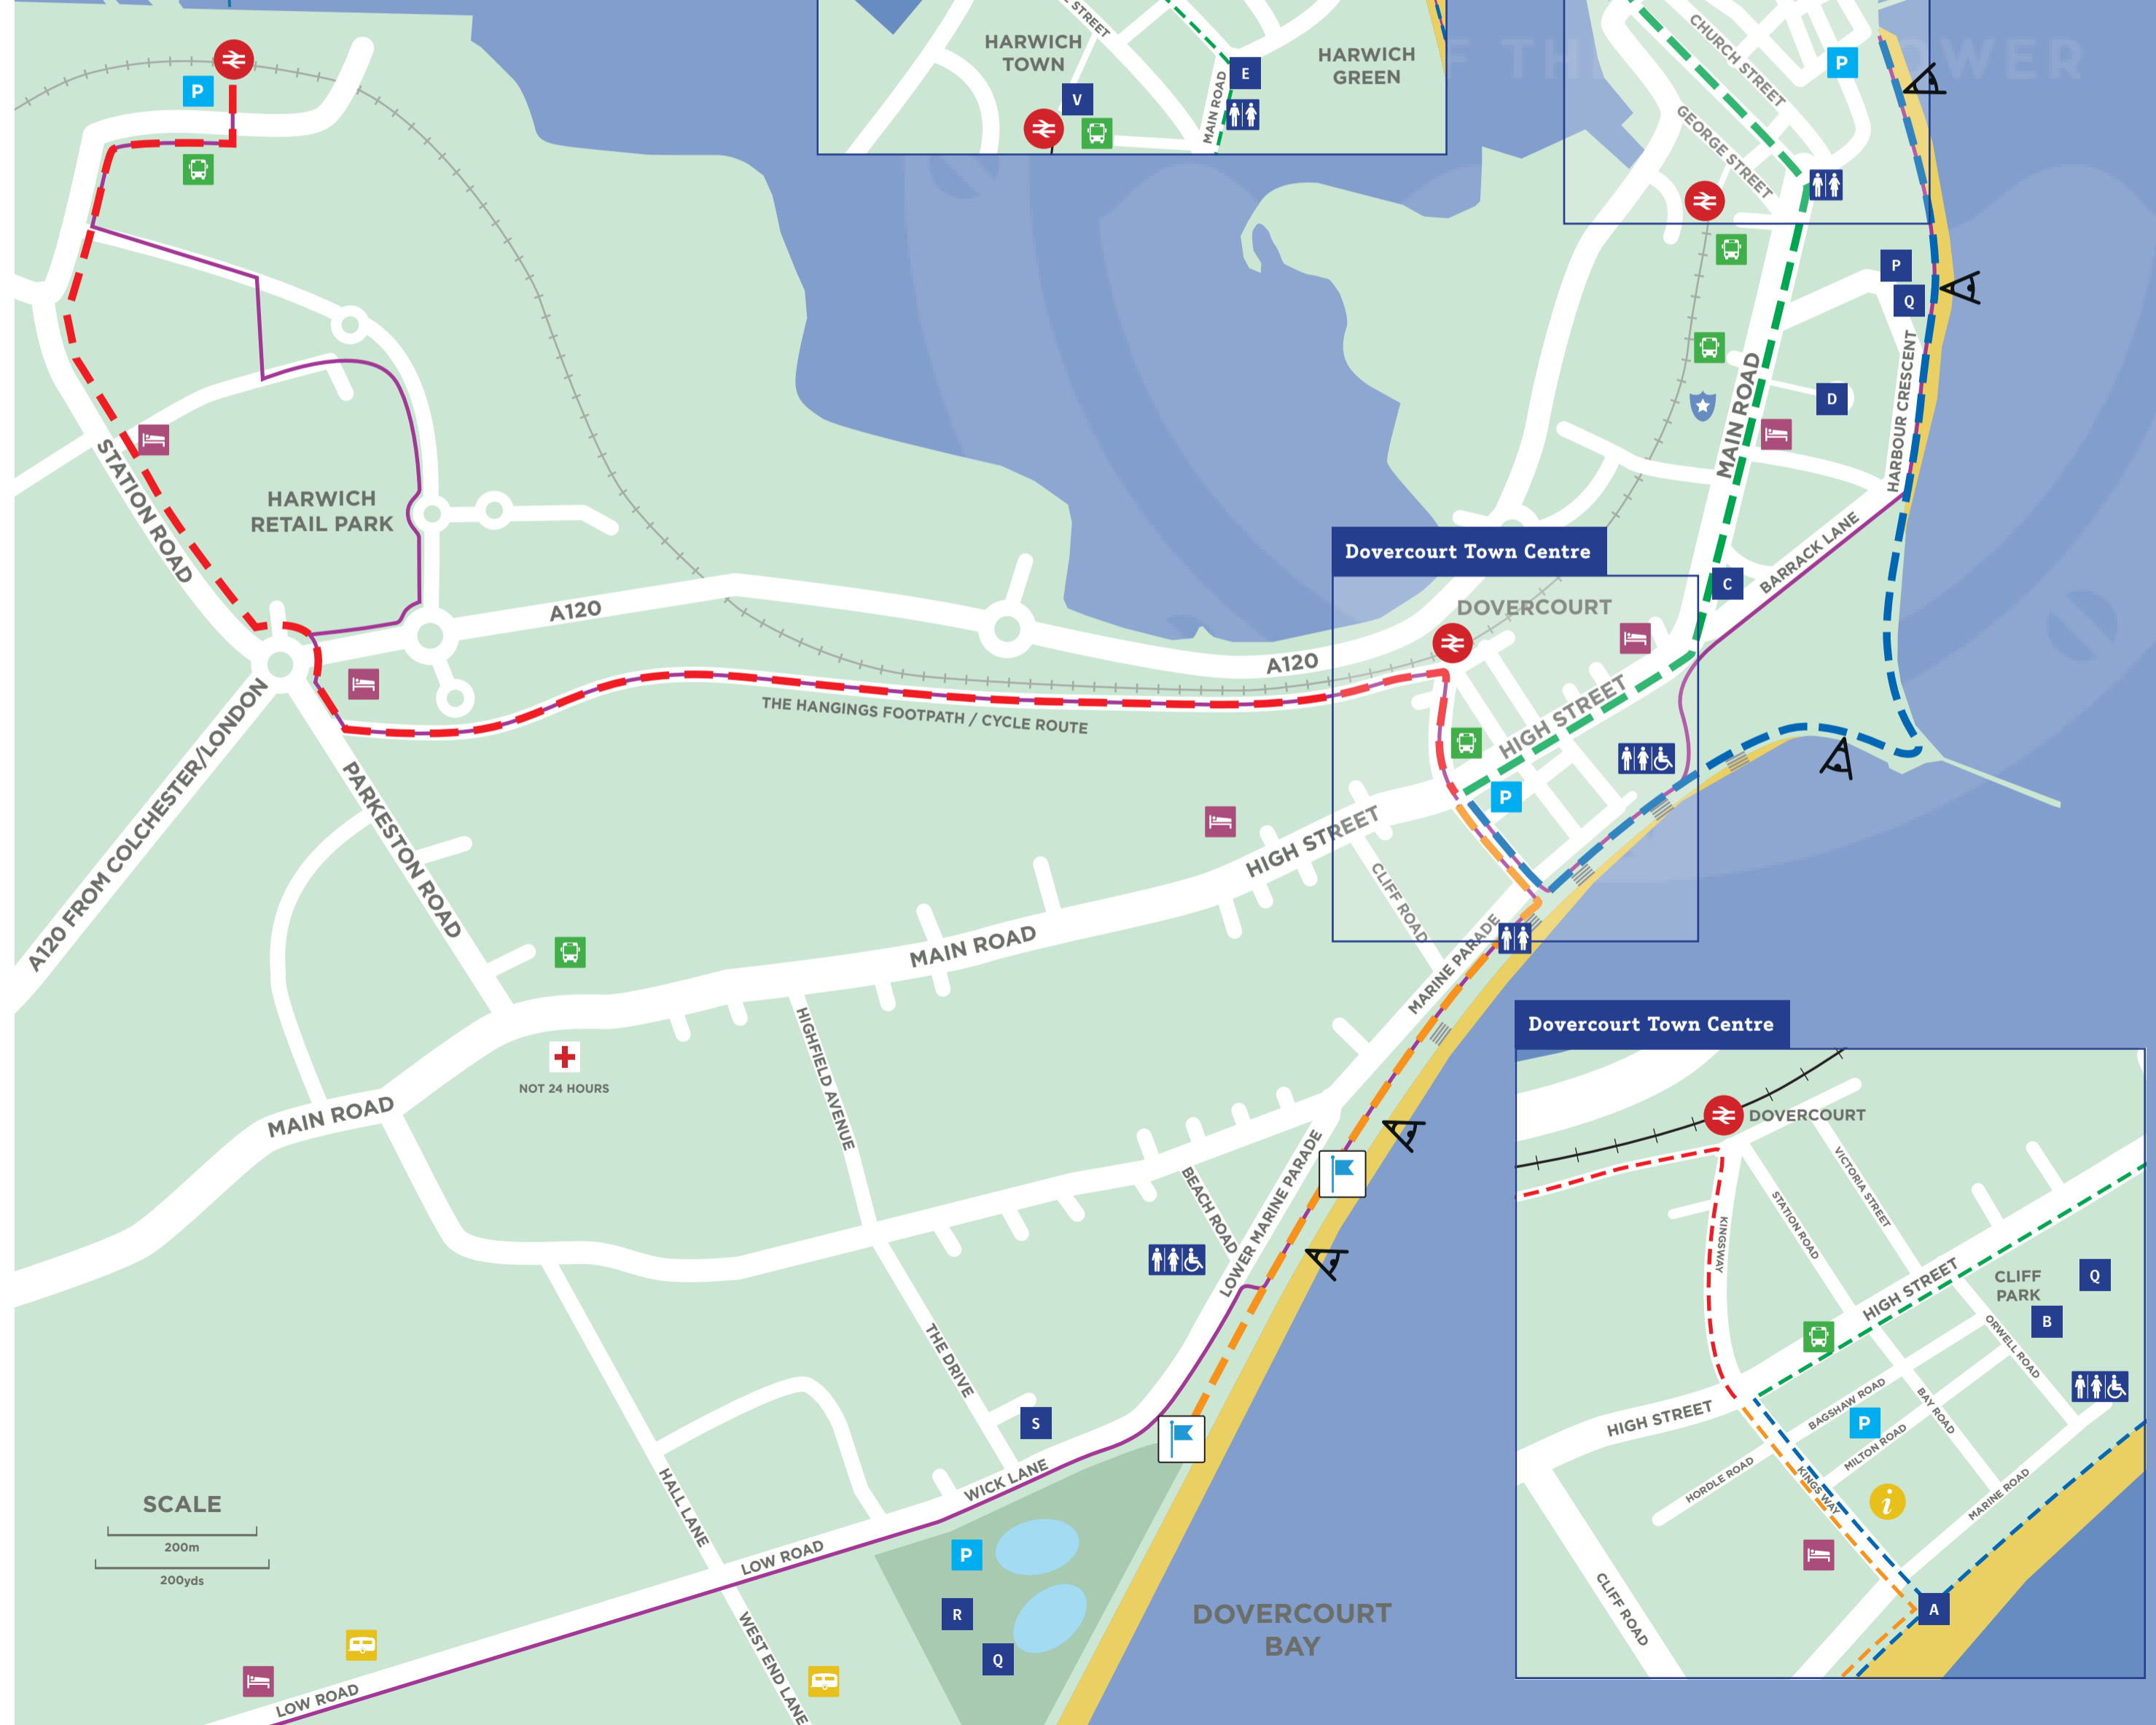 STREET
HARWICH
TOWN
HARWICH
GREEN
MAIN ROAD
E
V
CHURCH STREET
GEORGE STREET
P
OWER
F TH
P
P
Q
HARBOUR CRESCENT
MAIN ROAD
D
STATION ROAD
HARWICH
RETAIL PARK
Dovercourt Town Centre
C
BARRACK LANE
DOVERCOURT
A120
A120
THE HANGINGS FOOTPATH / CYCLE ROUTE
HIGH STREET
P
A120 FROM COLCHESTER/LONDON
PARKESTON ROAD
HIGH STREET
CLIFF ROAD
MAIN ROAD
MARINE PARADE
NOT 24 HOURS
MAIN ROAD
HIGHFIELD AVENUE
BEACH ROAD
LOWER MARINE PARADE
THE DRIVE
S
WICK LANE
HALL LANE
LOW ROAD
P
R
Q
WEST END LANE
LOW ROAD
SCALE
200m
200yds
DOVERCOURT
BAY
Dovercourt Town Centre
DOVERCOURT
VICTORIA STREET
STATION ROAD
KINGSWAY
HIGH STREET
CLIFF
PARK
Q
B
ORWELL ROAD
HIGH STREET
BAGSHAW ROAD
BAY ROAD
P
MILTON ROAD
HORDLE ROAD
KINGS WAY
i
MARINE ROAD
CLIFF ROAD
A